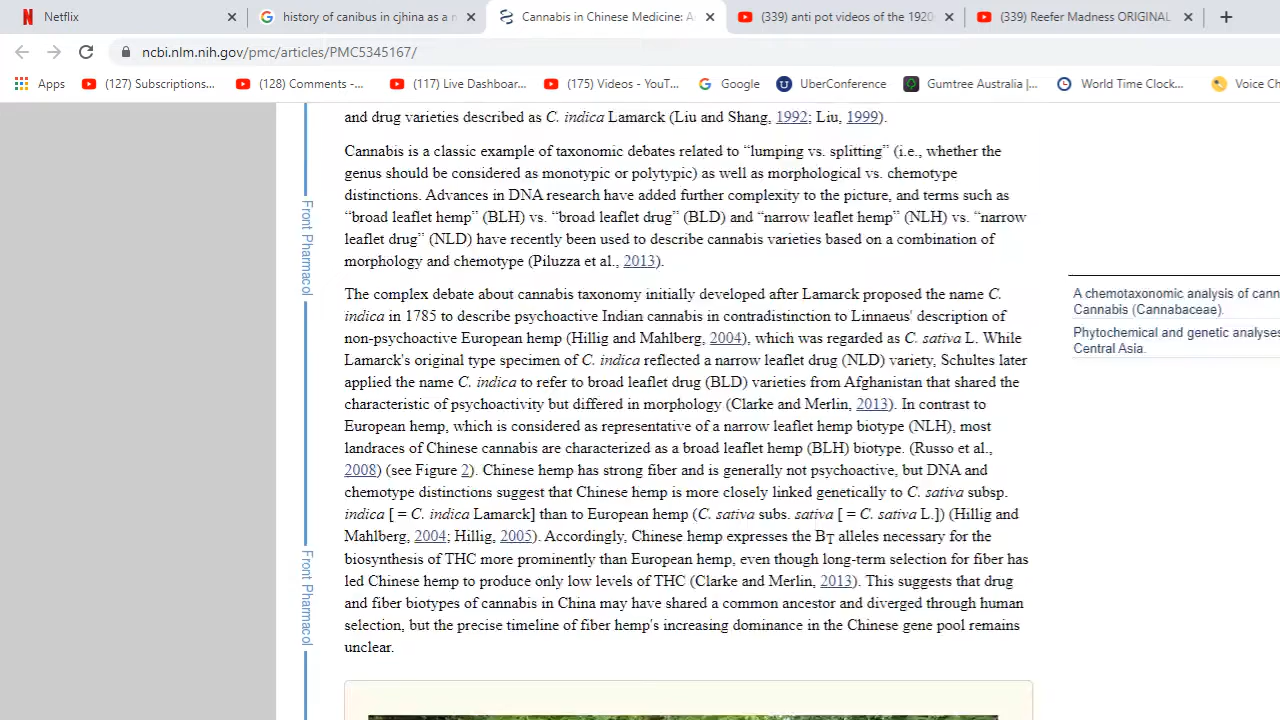 Netflix
history of canibus in cjhina as a m
Cannabis in Chinese Medicine: A
(339) anti pot videos of the 1920
(339) Reefer Madness ORIGINAL
ncbi.nlm.nih.gov/pmc/articles/PMC5345167/
Apps
(127) Subscriptions...
(128) Comments -...
(117) Live Dashboar...
(175) Videos - YouT...
Google
UberConference
Gumtree Australia |...
World Time Clock...
Voice Ch
and drug varieties described as C. indica Lamarck (Liu and Shang, 1992; Liu, 1999).
Cannabis is a classic example of taxonomic debates related to “lumping vs. splitting” (i.e., whether the
genus should be considered as monotypic or polytypic) as well as morphological vs. chemotype
distinctions. Advances in DNA research have added further complexity to the picture, and terms such as
“broad leaflet hemp” (BLH) vs. “broad leaflet drug” (BLD) and “narrow leaflet hemp” (NLH) vs. “narrow
leaflet drug” (NLD) have recently been used to describe cannabis varieties based on a combination of
morphology and chemotype (Piluzza et al., 2013).
The complex debate about cannabis taxonomy initially developed after Lamarck proposed the name C.
indica in 1785 to describe psychoactive Indian cannabis in contradistinction to Linnaeus' description of
non-psychoactive European hemp (Hillig and Mahlberg, 2004), which was regarded as C. sativa L. While
Lamarck's original type specimen of C. indica reflected a narrow leaflet drug (NLD) variety, Schultes later
applied the name C. indica to refer to broad leaflet drug (BLD) varieties from Afghanistan that shared the
characteristic of psychoactivity but differed in morphology (Clarke and Merlin, 2013). In contrast to
European hemp, which is considered as representative of a narrow leaflet hemp biotype (NLH), most
landraces of Chinese cannabis are characterized as a broad leaflet hemp (BLH) biotype. (Russo et al.,
2008) (see Figure 2). Chinese hemp has strong fiber and is generally not psychoactive, but DNA and
chemotype distinctions suggest that Chinese hemp is more closely linked genetically to C. sativa subsp.
indica [ = C. indica Lamarck] than to European hemp (C. sativa subs. sativa [ = C. sativa L.]) (Hillig and
Mahlberg, 2004; Hillig, 2005). Accordingly, Chinese hemp expresses the BT alleles necessary for the
biosynthesis of THC more prominently than European hemp, even though long-term selection for fiber has
led Chinese hemp to produce only low levels of THC (Clarke and Merlin, 2013). This suggests that drug
and fiber biotypes of cannabis in China may have shared a common ancestor and diverged through human
selection, but the precise timeline of fiber hemp's increasing dominance in the Chinese gene pool remains
unclear.
Front Pharmacol
Front Pharmacol
A chemotaxonomic analysis of cann
Cannabis (Cannabaceae).
Phytochemical and genetic analyses
Central Asia.